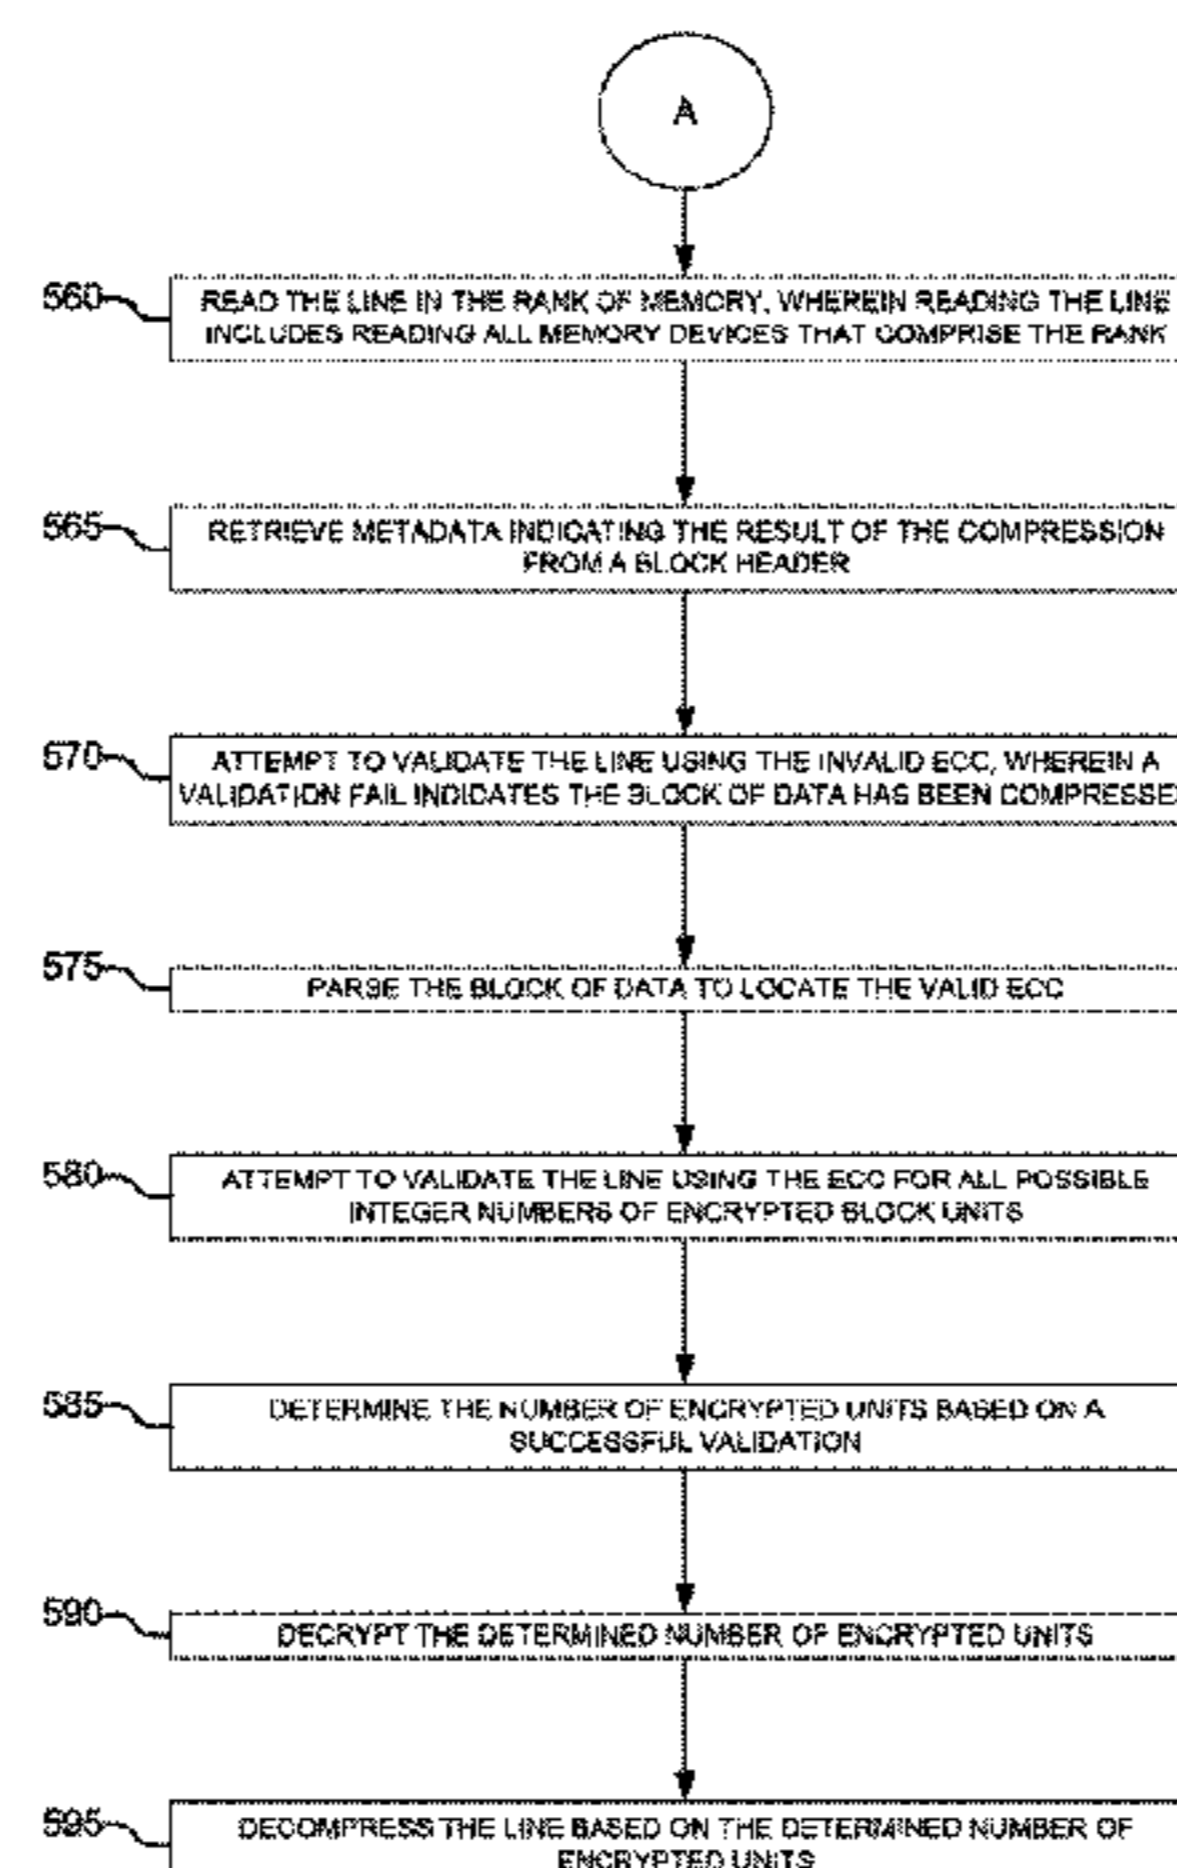 A
560
READ THE LINE IN THE RANK OF MEMORY, WHEREIN READING THE LINE
INCLUDES READING ALL MEMORY DEVICES THAT COMPRISE THE RANK
565
RETRIEVE METADATA INDICATING THE RESULT OF THE COMPRESSION
FROM A BLOCK HEADER
570
ATTEMPT TO VALIDATE THE LINE USING THE INVALID ECC, WHEREIN A
VALIDATION FAIL INDICATES THE BLOCK OF DATA HAS BEEN COMPRESSE
575
PARSE THE BLOCK OF DATA TO LOCATE THE VALID ECC
580
ATTEMPT TO VALIDATE THE LINE USING THE ECC FOR ALL POSSIBLE
INTEGER NUMBERS OF ENCRYPTED BLOCK UNITS
585
DETERMINE THE NUMBER OF ENCRYPTED UNITS BASED ON A
SUCCESSFUL VALIDATION
590
DECRYPT THE DETERMINED NUMBER OF ENCRYPTED UNITS
595
DECOMPRESS THE LINE BASED ON THE DETERMINED NUMBER OF
ENCRYPTED UNITS